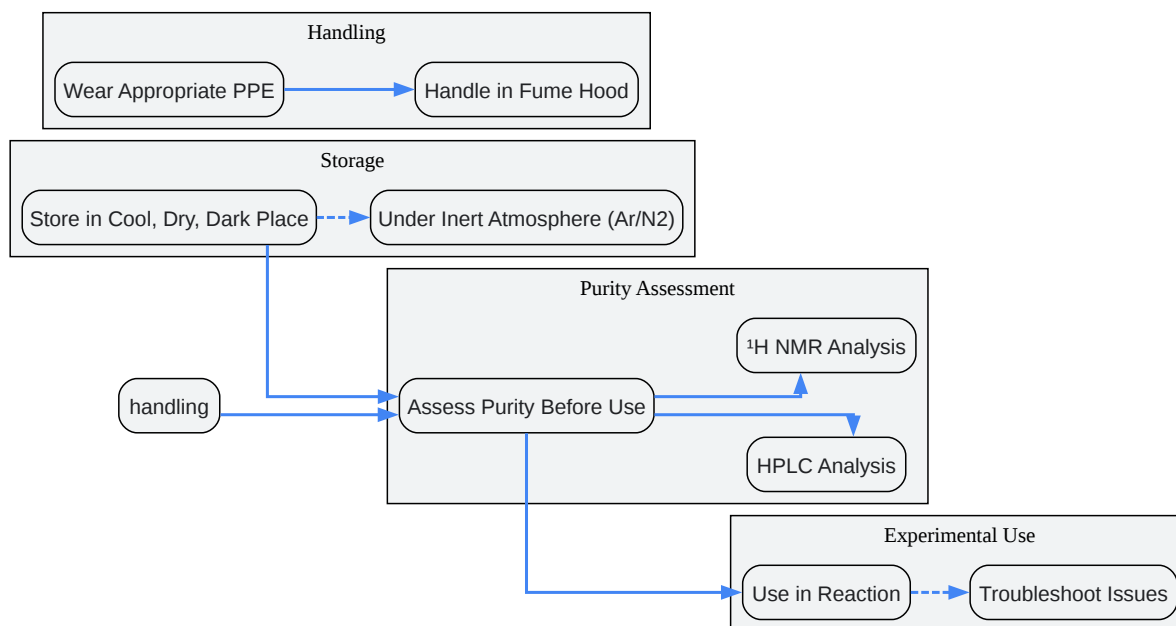 Handling
Wear Appropriate PPE
Handle in Fume Hood
Storage
Store in Cool, Dry, Dark Place
Under Inert Atmosphere (Ar/N2)
Purity Assessment
¹H NMR Analysis
handling
Assess Purity Before Use
HPLC Analysis
Experimental Use
Use in Reaction
Troubleshoot Issues